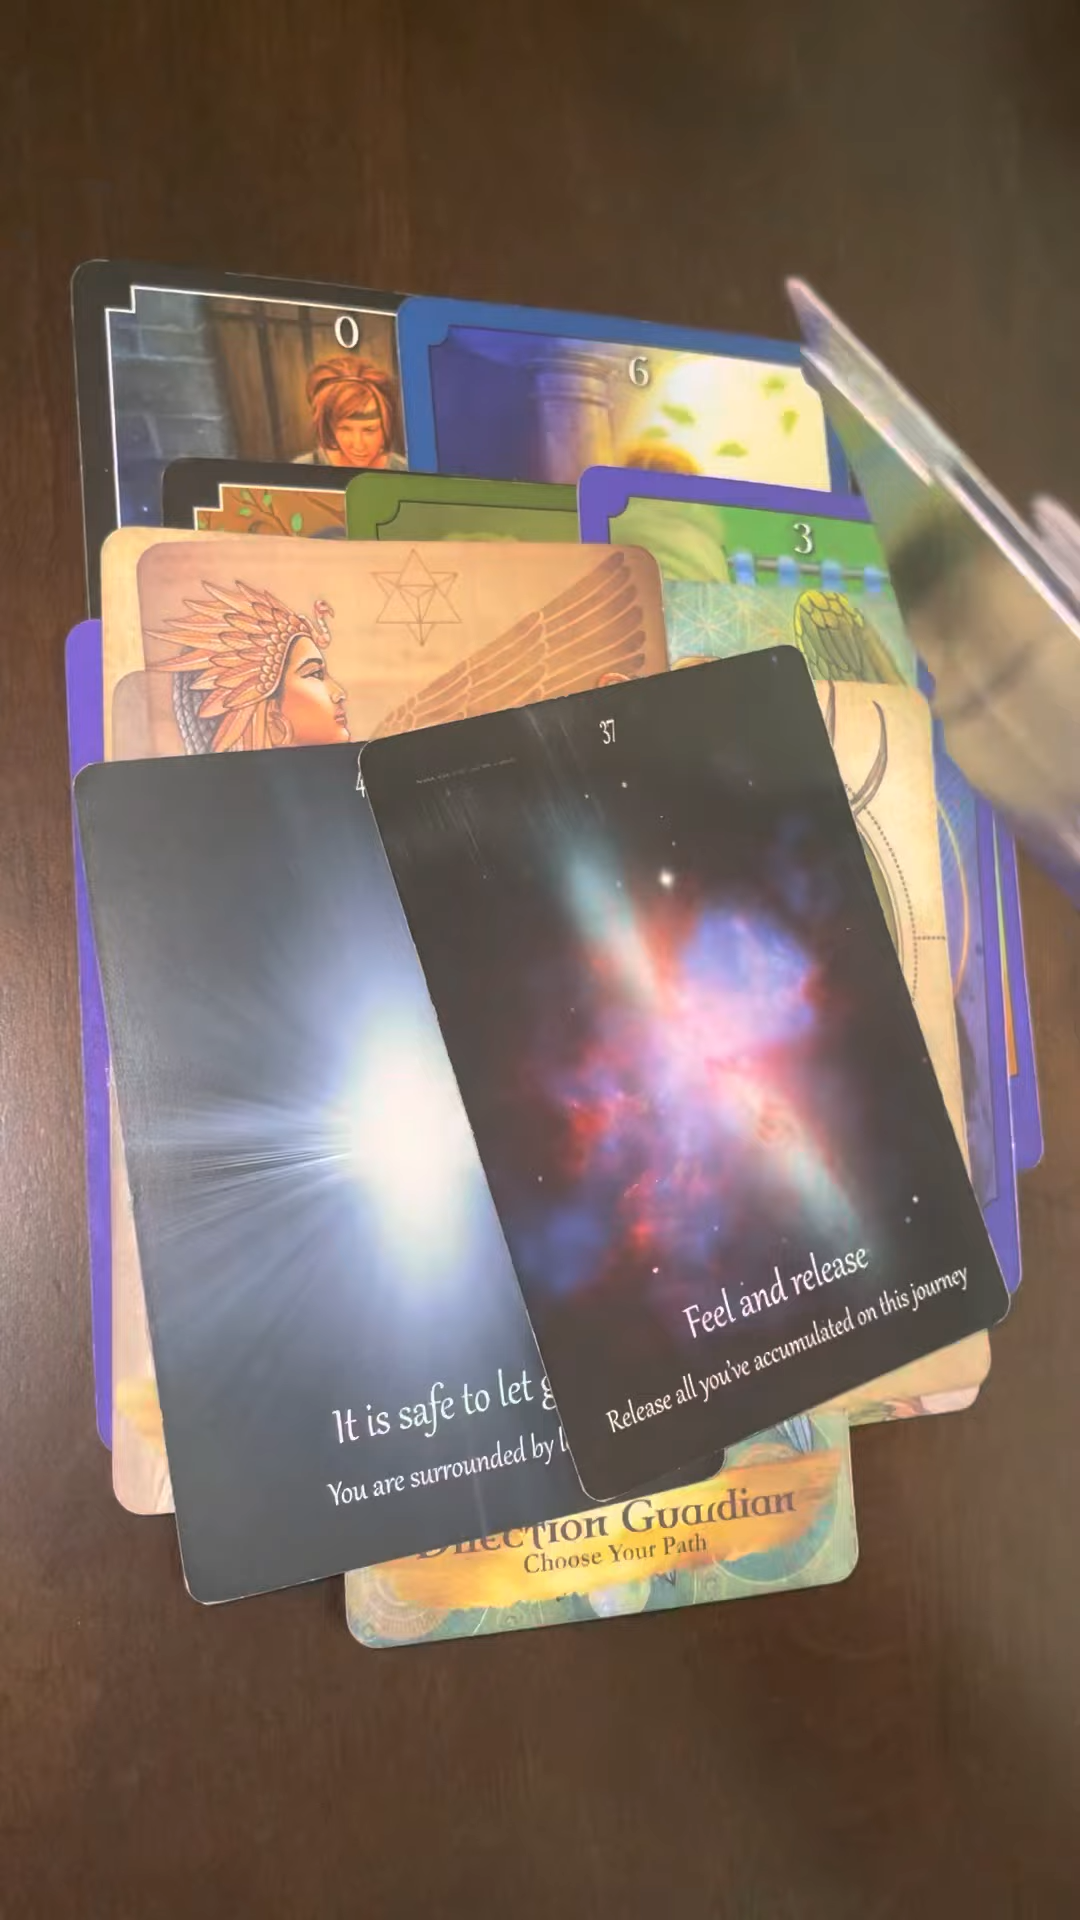 0
6
3
37
4
Feel and release
Release all you've accumulated on this journey
It is safe to let
You are surrounded by
Guardian
Choose Your Path